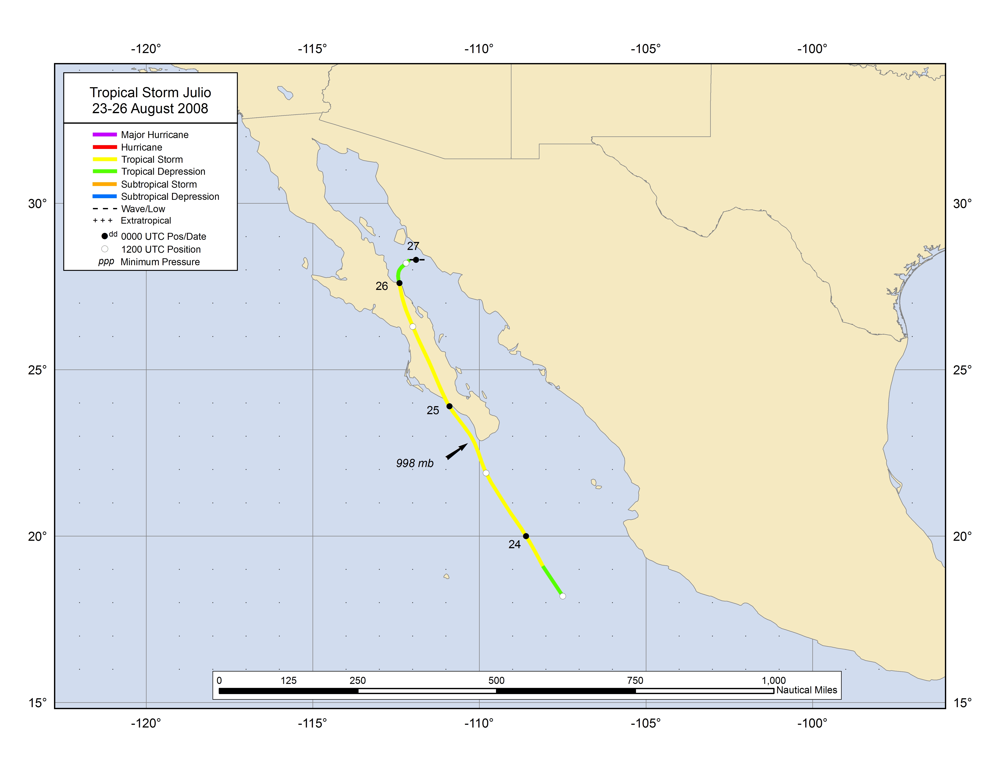 -120° -115° -110° -105° -100°
Tropical Storm Julio
23-26 August 2008
Major Hurricane
Hurricane
Tropical Storm
Tropical Depression
Subtropical Storm
Subtropical Depression
Wave/Low
+ + + Extratropical
dd 0000 UTC Pos/Date
1200 UTC Position
ppp Minimum Pressure
30° 30°
27
26
25° 25°
25
998 mb
20° 20°
24
0 125 250 500 750 1,000
Nautical Miles
15° 15°
-120° -115° -110° -105° -100°